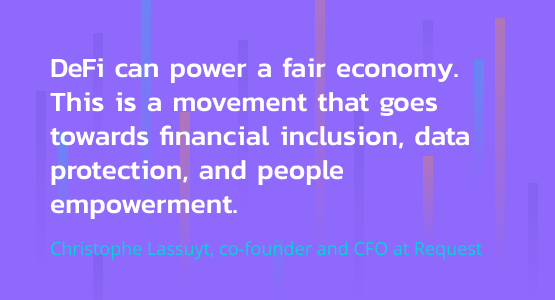 DeFi can power a fair economy.
This is a movement that goes
towards financial inclusion, data
protection, and people
empowerment.
Christophe Lassuyt, co-founder and CFO at Request